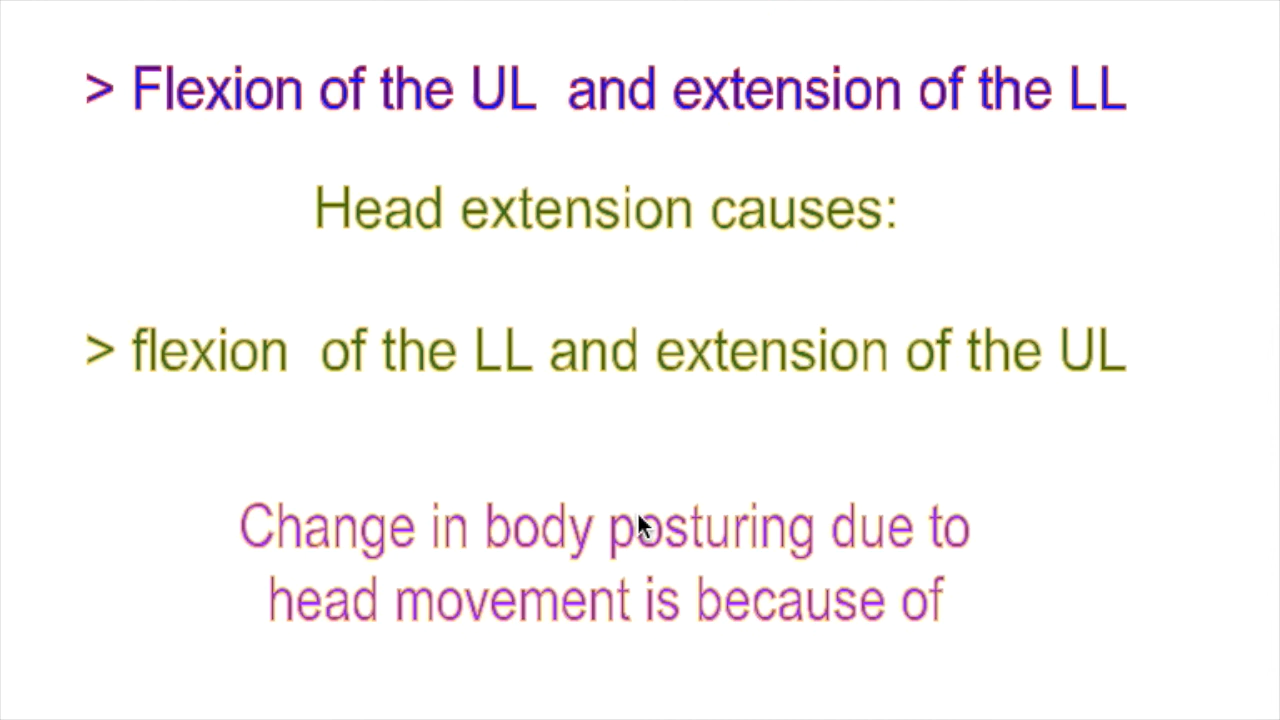 > Flexion of the UL and extension of the LL
Head extension causes:
> flexion of the LL and extension of the UL
Change in body posturing due to
head movement is because of